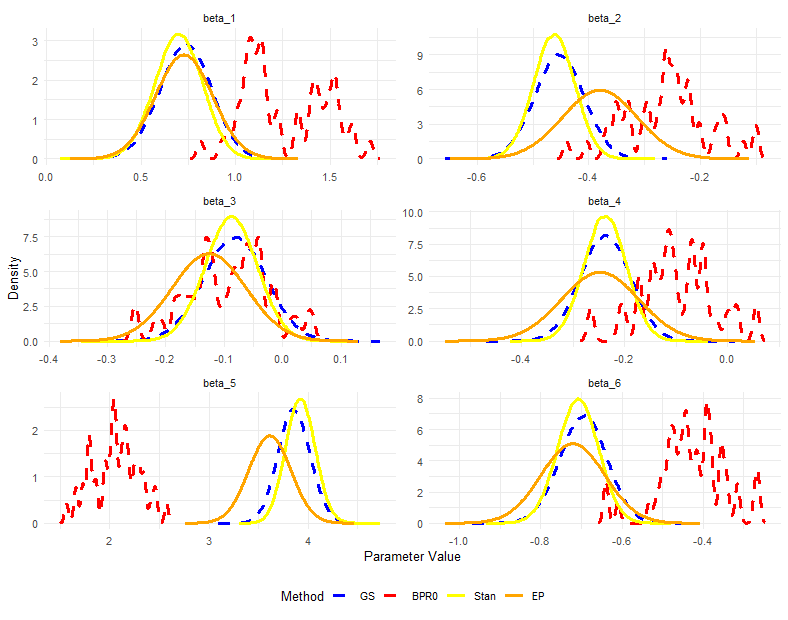 beta_1 beta_2
3 2 1 0
9 6 3 0
0.0 0.5 1.0 1.5 -0.6 -0.4 -0.2
beta_3 beta_4
7.5 5.0 2.5 0.0
10.0 7.5 5.0 2.5 0.0
-0.4 -0.3 -0.2 -0.1 0.0 0.1 -0.4 -0.2 0.0
Density
beta_5 beta_6
2 1 0
8 6 4 2 0
2 3 4 -1.0 -0.8 -0.6 -0.4
Parameter Value
Method GS BPR0 Stan EP